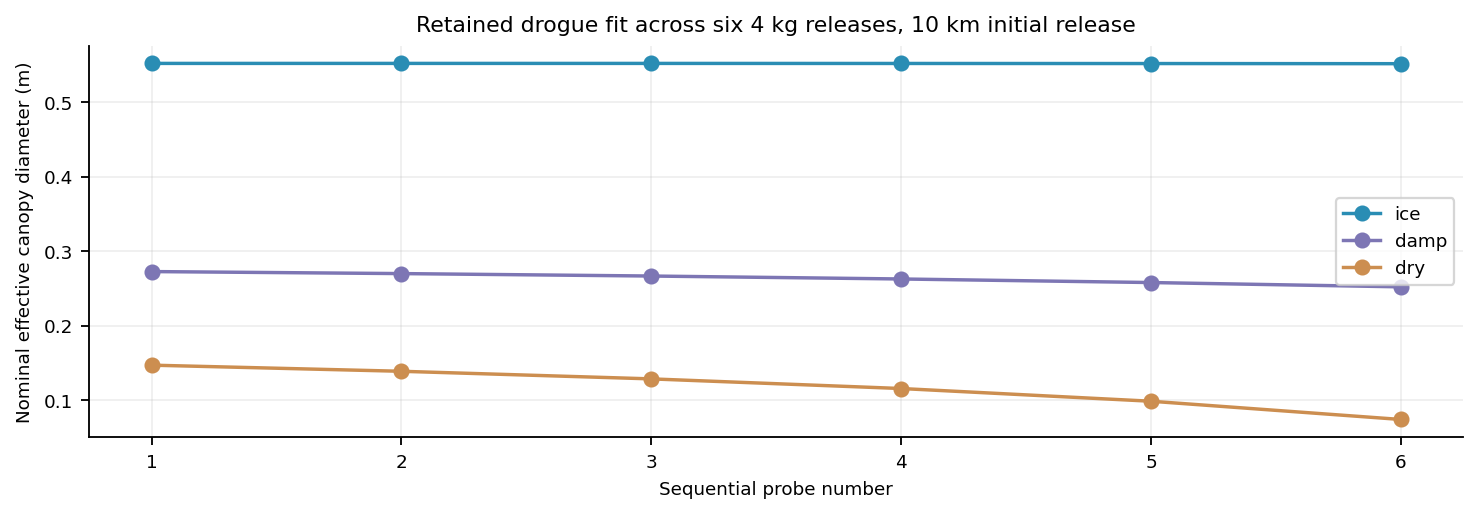 Retained drogue fit across six 4 kg releases, 10 km initial release
Nominal effective canopy diameter (m)
0.5
0.4
0.3
0.2
0.1
ice
damp
dry
1 2 3 4 5 6
Sequential probe number